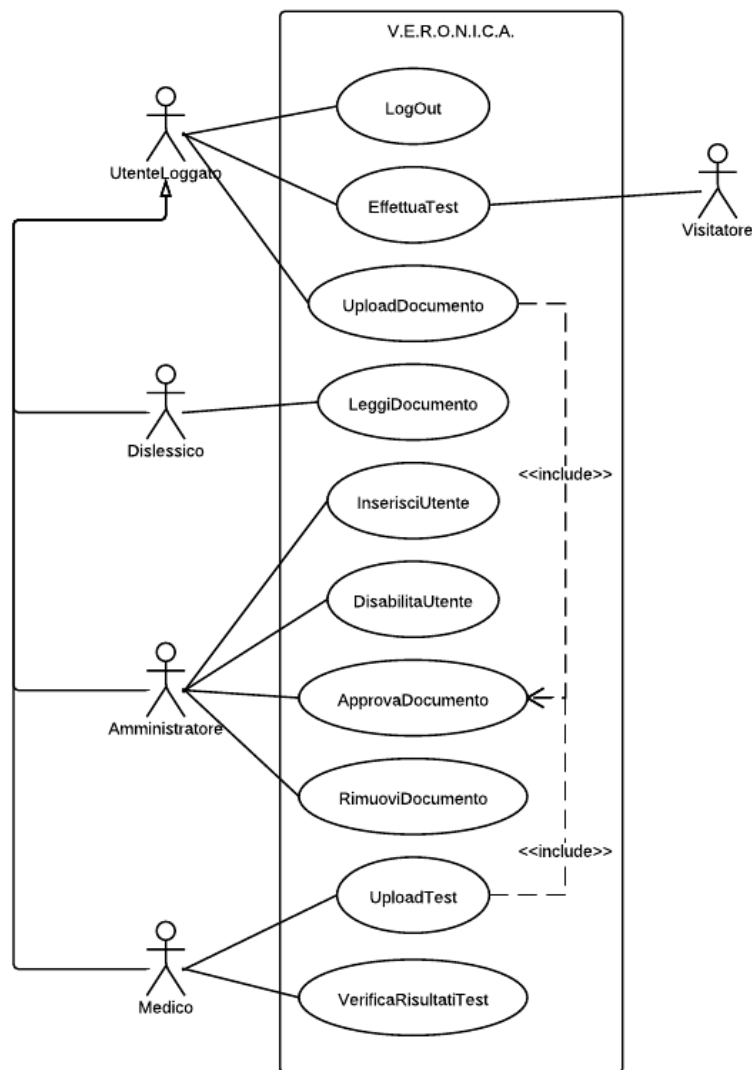 V.E.R.O.N.I.C.A.
LogOut
UtenteLoggato
EffettuaTest
Visitatore
UploadDocumento
LeggiDocumento
Dislessico
<<include>>
InserisciUtente
DisabilitaUtente
ApprovaDocumento
Amministratore
RimuoviDocumento
<<include>>
UploadTest
VerificaRisultatiTest
Medico